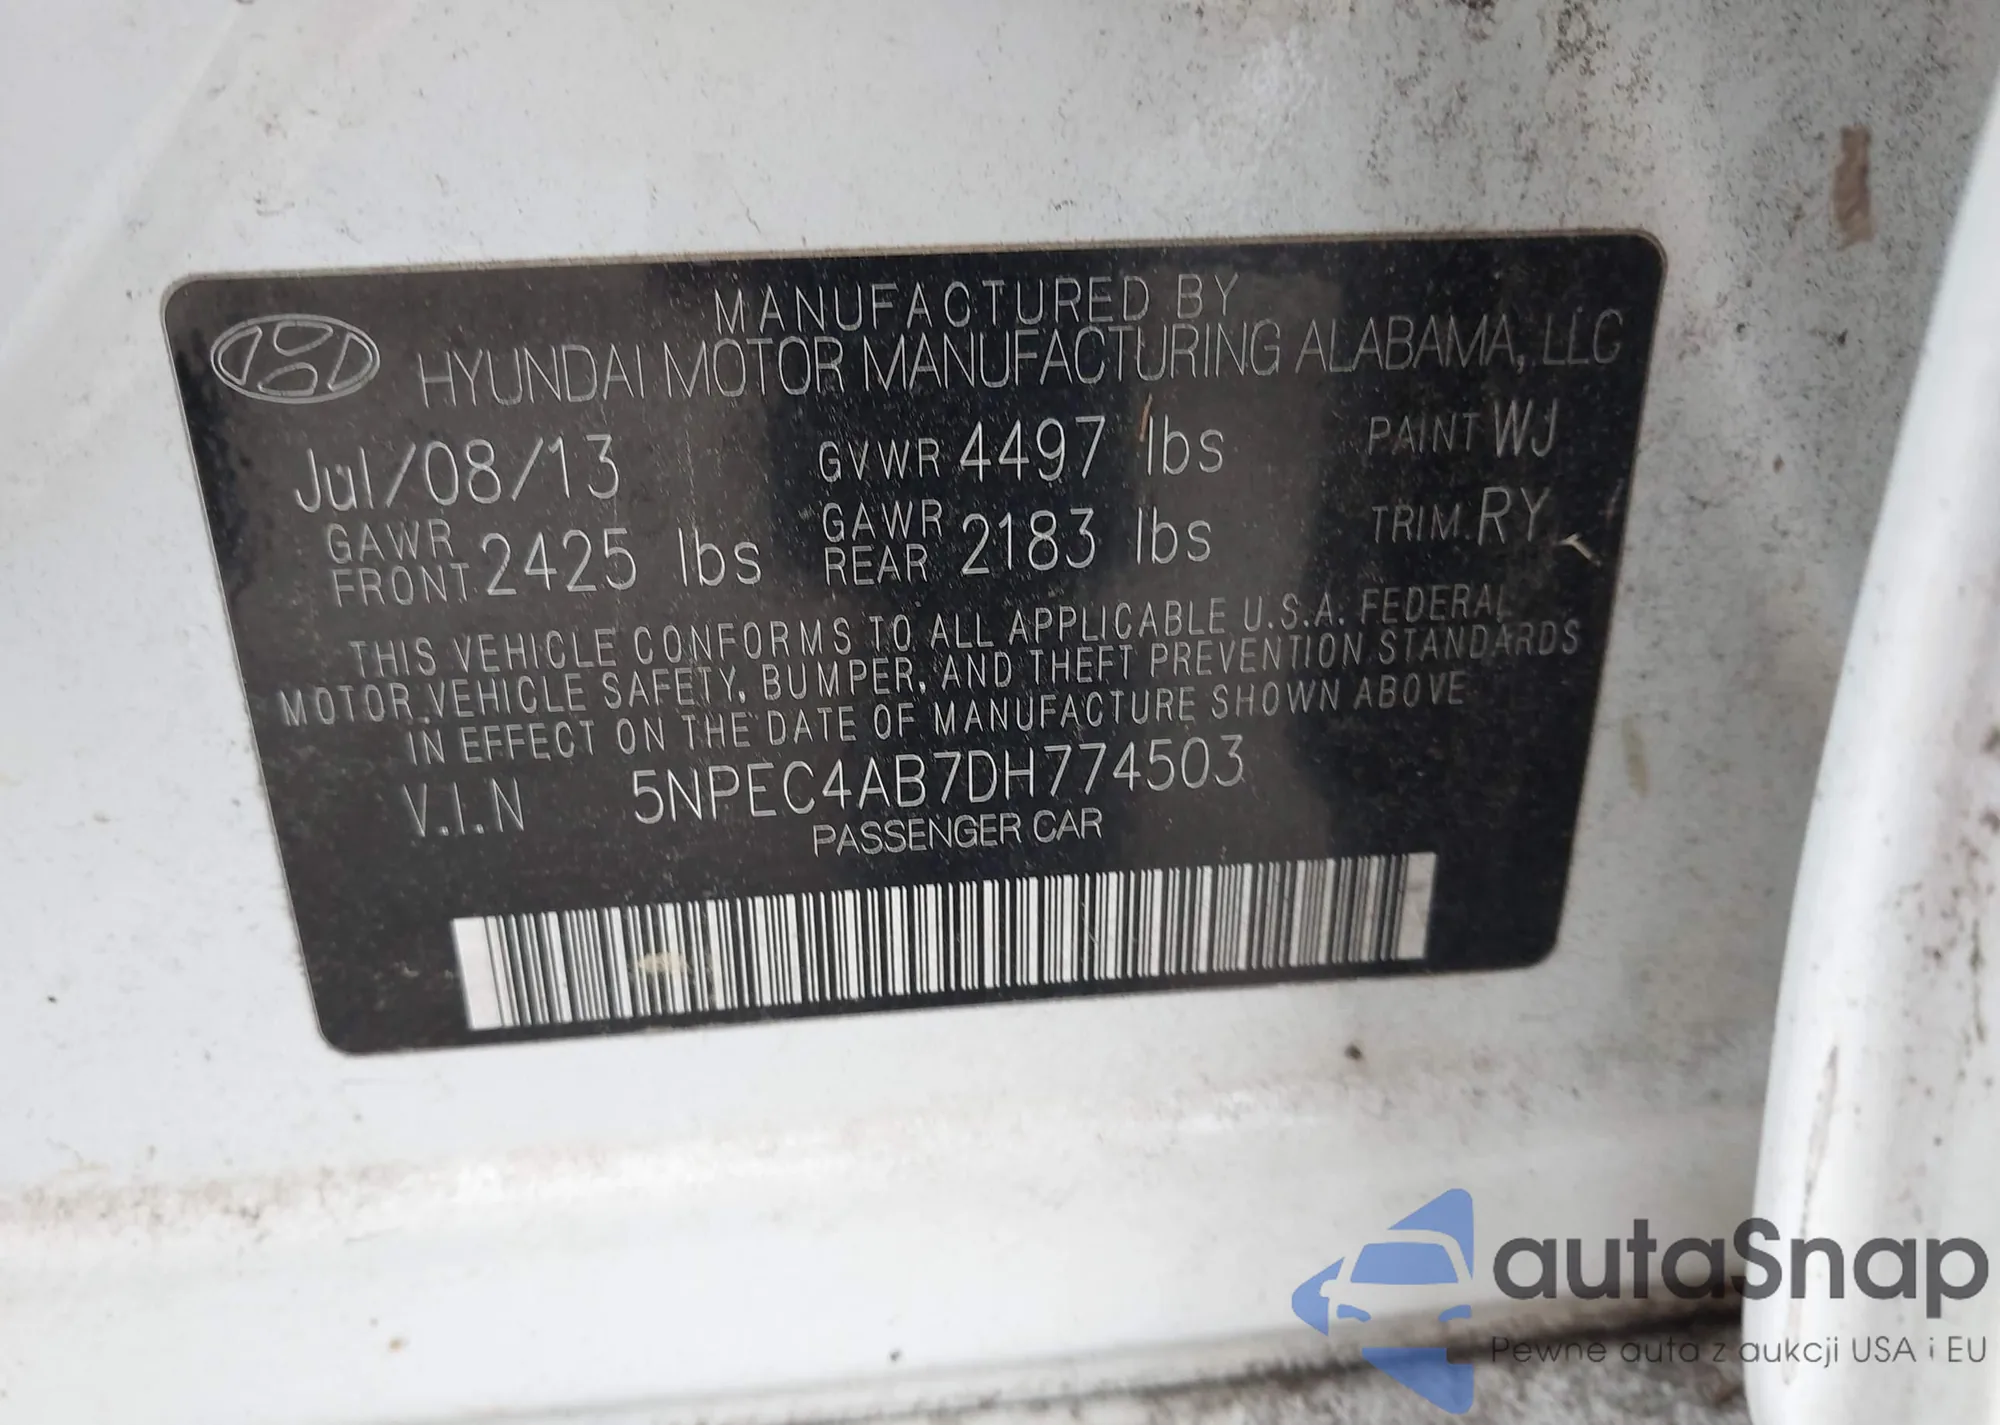 MANUFACTURED BY
HYUNDAI MOTOR MANUFACTURING ALABAMA, LLC
Jul/08/13 GVWR 4497 lbs PAINT WJ
GAWR FRONT 2425 lbs GAWR REAR 2183 lbs TRIM RY
THIS VEHICLE CONFORMS TO ALL APPLICABLE U.S.A. FEDERAL
MOTOR VEHICLE SAFETY, BUMPER, AND THEFT PREVENTION STANDARDS
IN EFFECT ON THE DATE OF MANUFACTURE SHOWN ABOVE
V.I.N 5NPEC4AB7DH774503
PASSENGER CAR
autaSnap
Pewne auta z aukcji USA i EU